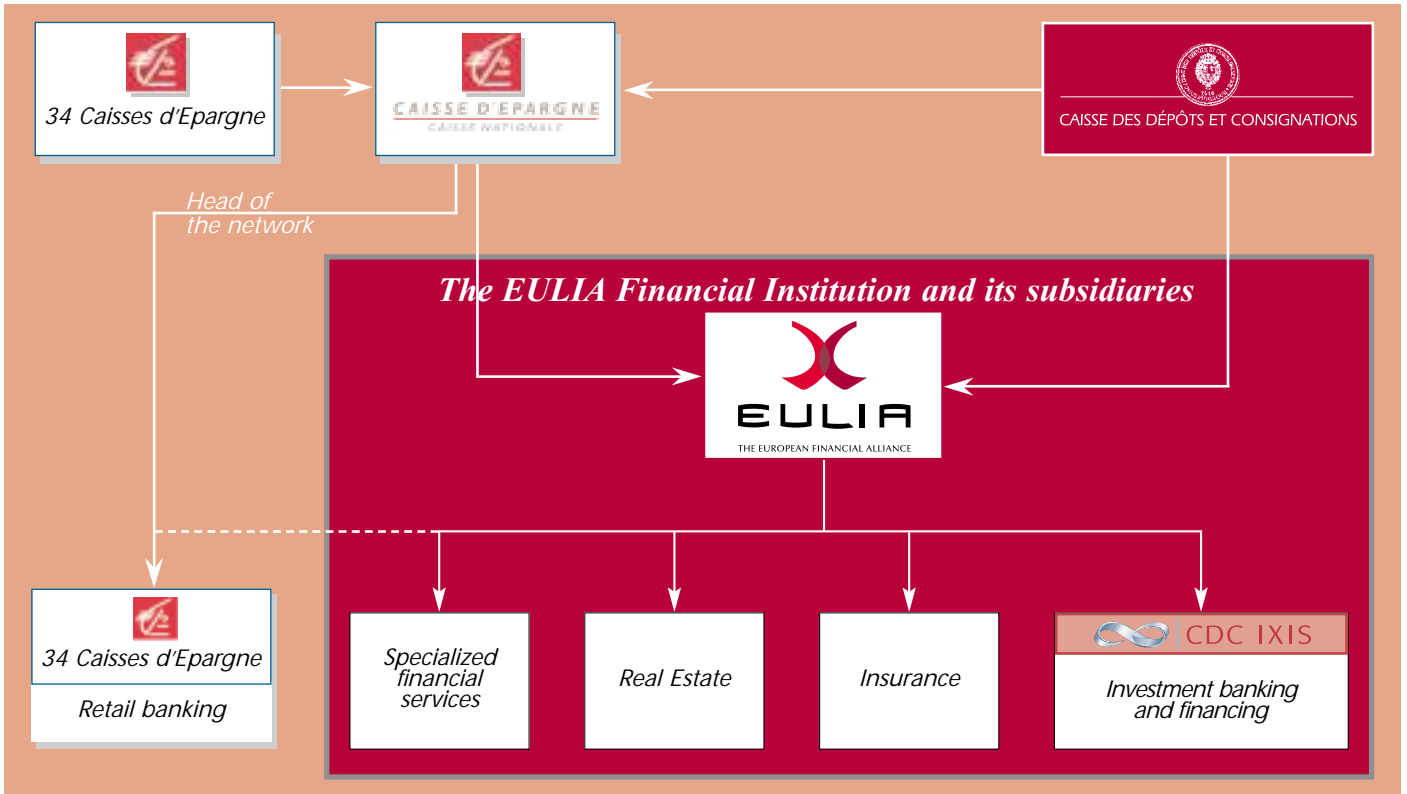 34 Caisses d'Epargne
CAISSE D'EPARGNE
CAISSE NATIONALE
CAISSE DES DÉPÔTS ET CONSIGNATIONS
Head of
the network
The EULIA Financial Institution and its subsidiaries
EULIA
THE EUROPEAN FINANCIAL ALLIANCE
34 Caisses d'Epargne
Retail banking
Specialized
financial
services
Real Estate
Insurance
CDC IXIS
Investment banking
and financing